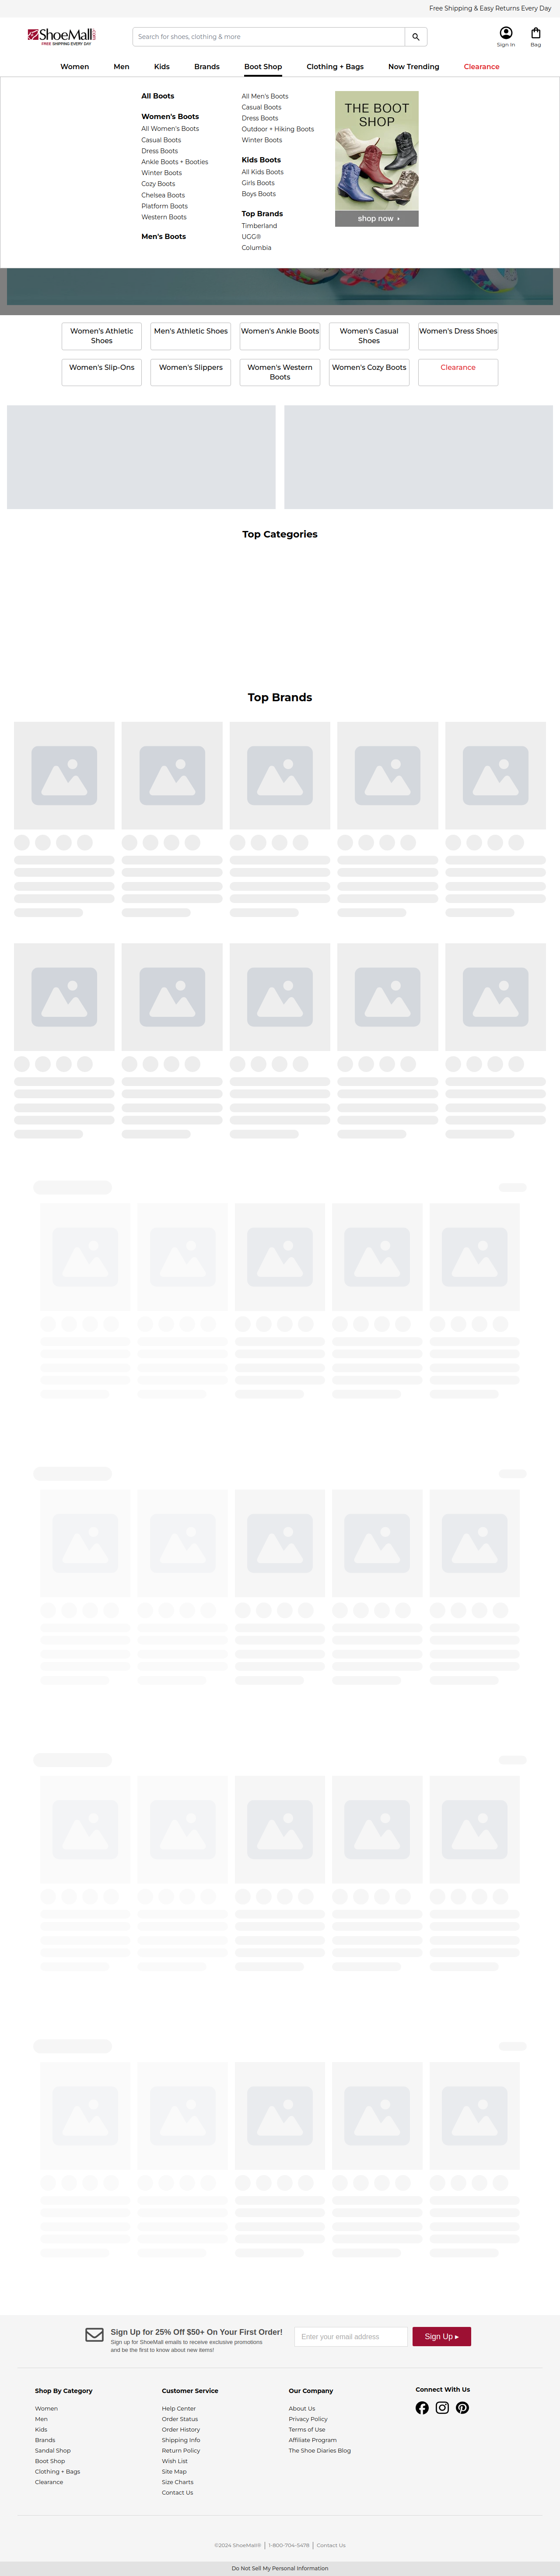 Free Shipping & Easy Returns Every Day
ShoeMall
FREE SHIPPING EVERY DAY
Search for shoes, clothing & more
Sign In
Bag
Women Men Kids Brands Boot Shop Clothing + Bags Now Trending Clearance
All Boots
Women's Boots
All Women's Boots
Casual Boots
Dress Boots
Ankle Boots + Booties
Winter Boots
Cozy Boots
Chelsea Boots
Platform Boots
Western Boots
Men's Boots
All Men's Boots
Casual Boots
Dress Boots
Outdoor + Hiking Boots
Winter Boots
Kids Boots
All Kids Boots
Girls Boots
Boys Boots
Top Brands
Timberland
UGG®
Columbia
THE BOOT
SHOP
shop now
Women's Athletic
Shoes
Men's Athletic Shoes
Women's Ankle Boots
Women's Casual
Shoes
Women's Dress Shoes
Women's Slip-Ons
Women's Slippers
Women's Western
Boots
Women's Cozy Boots
Clearance
Top Categories
Top Brands
Sign Up for 25% Off $50+ On Your First Order!
Sign up for ShoeMall emails to receive exclusive promotions
and be the first to know about new items!
Enter your email address
Sign Up ▸
Shop By Category
Women
Men
Kids
Brands
Sandal Shop
Boot Shop
Clothing + Bags
Clearance
Customer Service
Help Center
Order Status
Order History
Shipping Info
Return Policy
Wish List
Site Map
Size Charts
Contact Us
Our Company
About Us
Privacy Policy
Terms of Use
Affiliate Program
The Shoe Diaries Blog
Connect With Us
©2024 ShoeMall® | 1-800-704-5478 | Contact Us
Do Not Sell My Personal Information